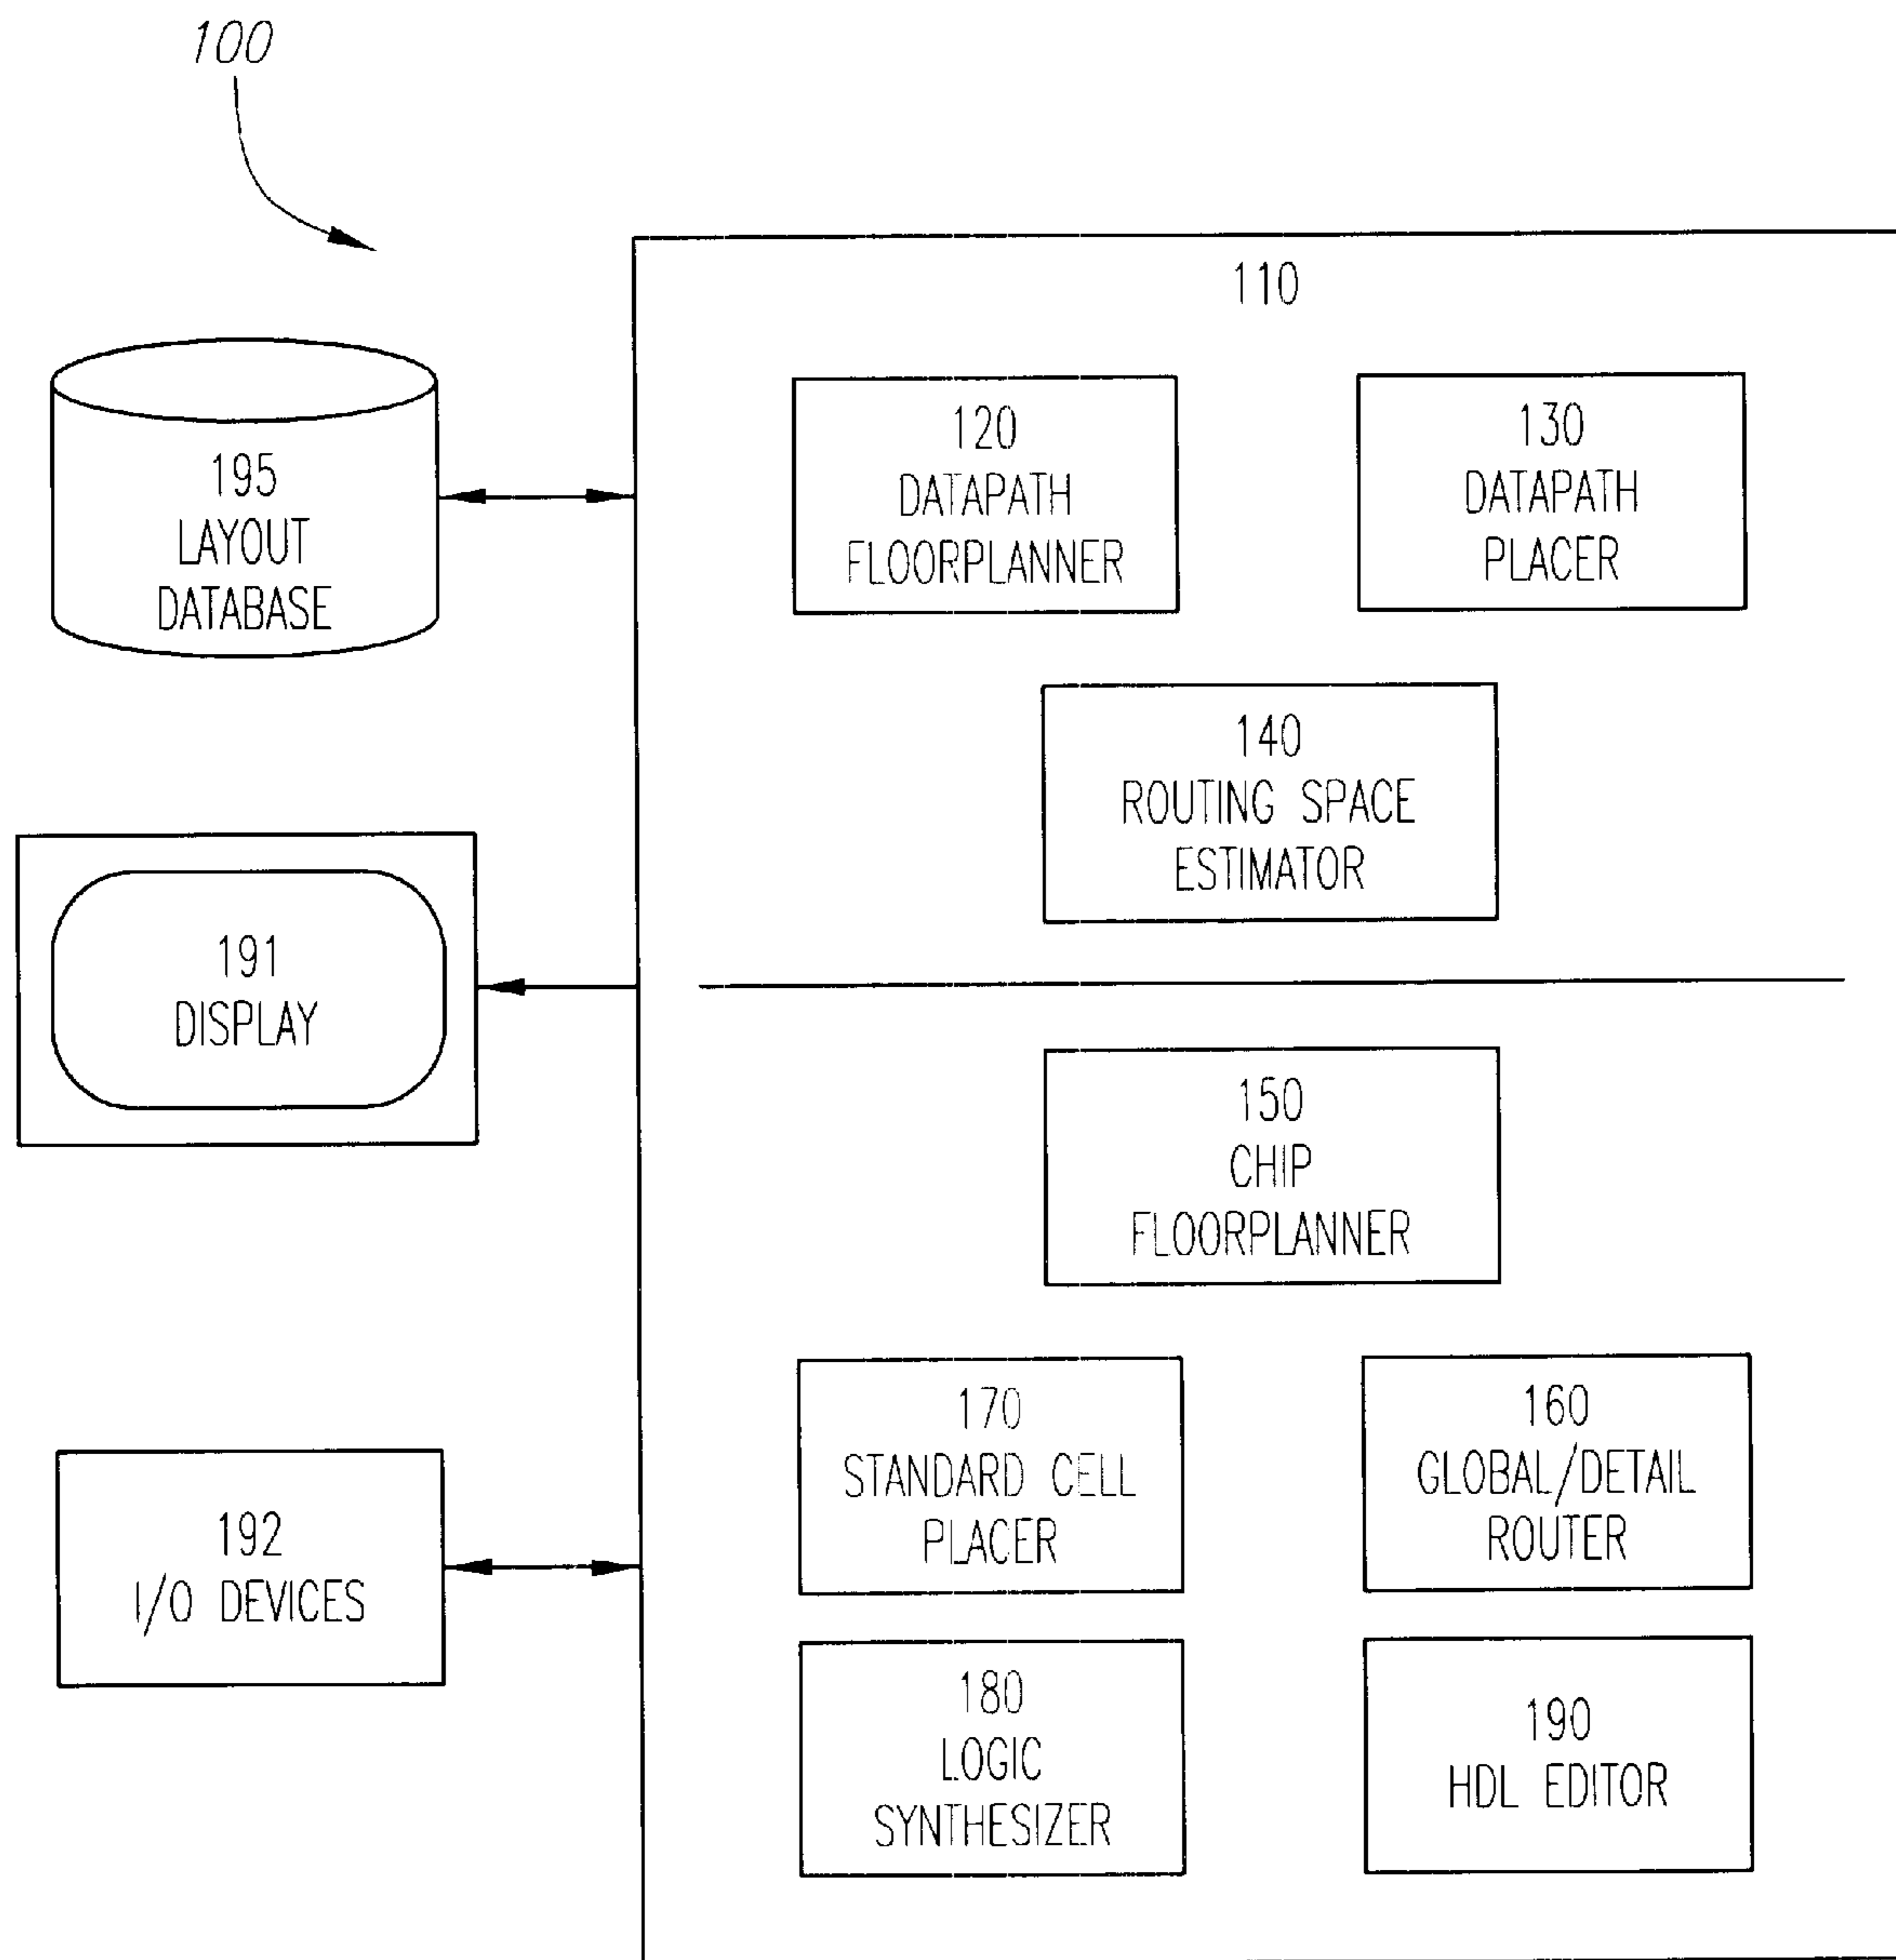 100
110
195
LAYOUT
DATABASE
120
DATAPATH
FLOORPLANNER
130
DATAPATH
PLACER
140
ROUTING SPACE
ESTIMATOR
191
DISPLAY
150
CHIP
FLOORPLANNER
170
STANDARD CELL
PLACER
160
GLOBAL/DETAIL
ROUTER
192
I/O DEVICES
180
LOGIC
SYNTHESIZER
190
HDL EDITOR